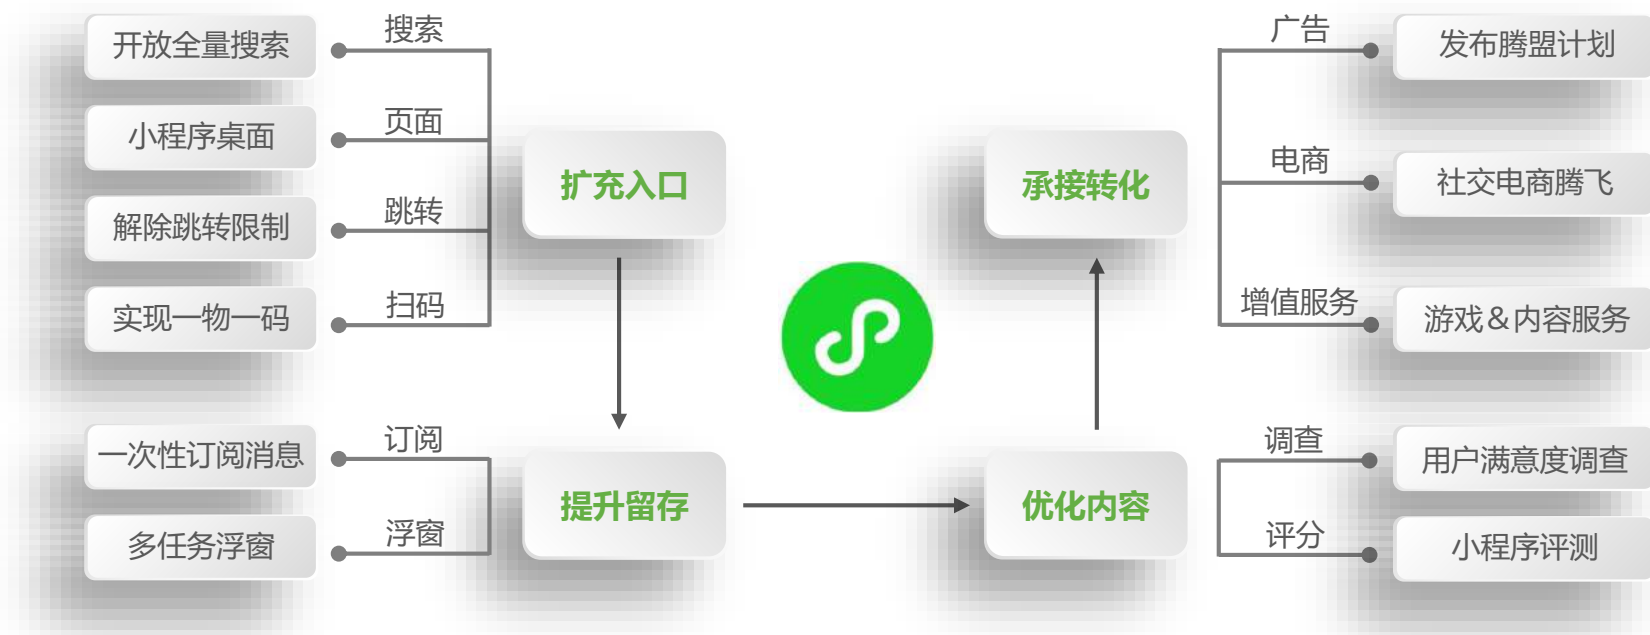 开放全量搜索
搜索
小程序桌面
页面
解除跳转限制
跳转
实现一物一码
扫码
扩充入口
一次性订阅消息
订阅
多任务浮窗
浮窗
提升留存
承接转化
广告
发布腾盟计划
电商
社交电商腾飞
增值服务
游戏&内容服务
优化内容
调查
用户满意度调查
评分
小程序评测